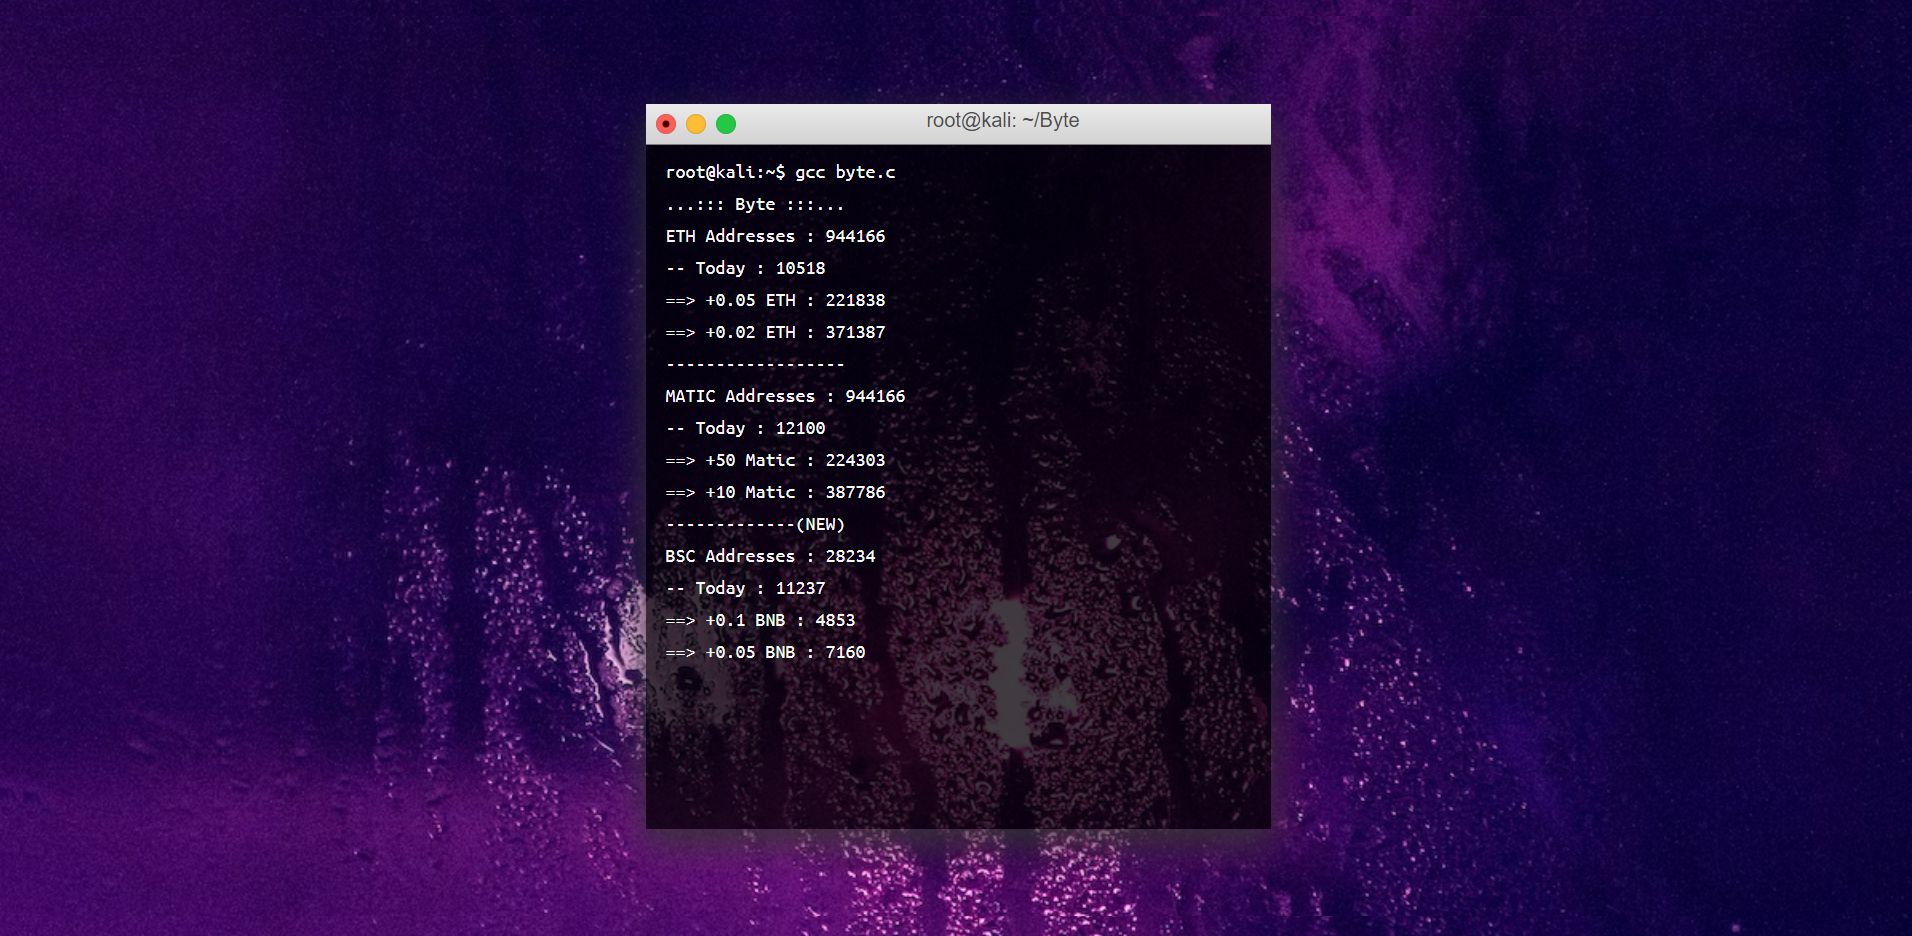 root@kali: ~/Byte
root@kali:~$ gcc byte.c
...::: Byte :::...
ETH Addresses : 944166
-- Today : 10518
==> +0.05 ETH : 221838
==> +0.02 ETH : 371387
------------------
MATIC Addresses : 944166
-- Today : 12100
==> +50 Matic : 224303
==> +10 Matic : 387786
-------------(NEW)
BSC Addresses : 28234
-- Today : 11237
==> +0.1 BNB : 4853
==> +0.05 BNB : 7160